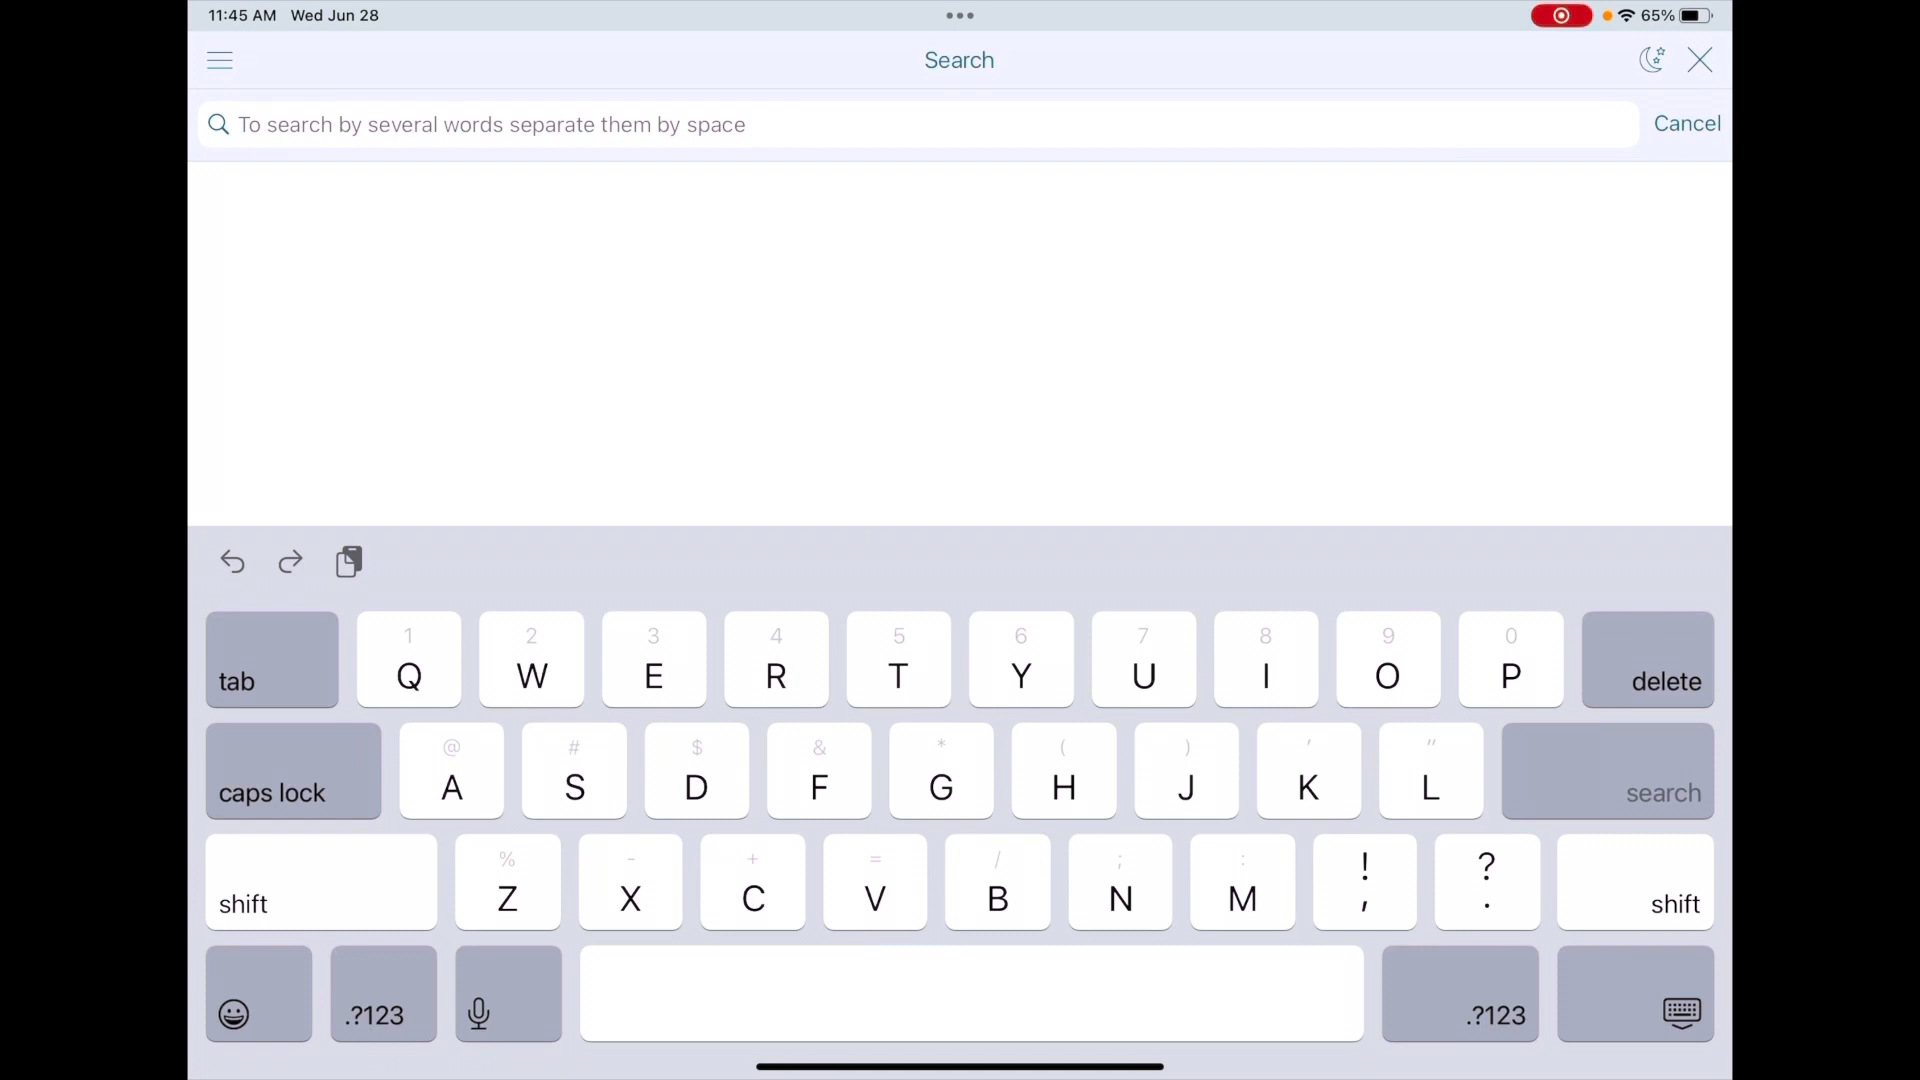 11:45 AM Wed Jun 28
65%
Search
To search by several words separate them by space
Cancel
1 2 3 4 5 6 7 8 9 0
tab Q W E R T Y U I O P delete
@ # $ & * ( ) ' "
caps lock A S D F G H J K L search
% - + = / ; : ! ?
shift Z X C V B N M , . shift
.?123 .?123